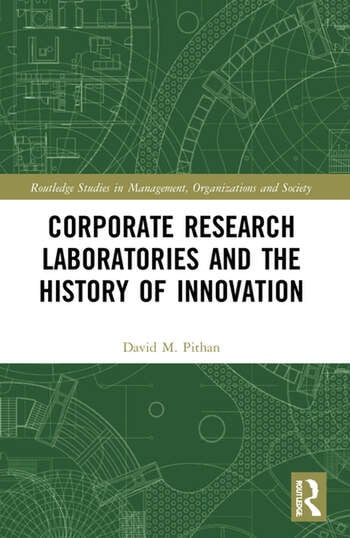 Routledge Studies in Management, Organizations and Society
CORPORATE RESEARCH
LABORATORIES AND THE
HISTORY OF INNOVATION
David M. Pithan
ROUTLEDGE